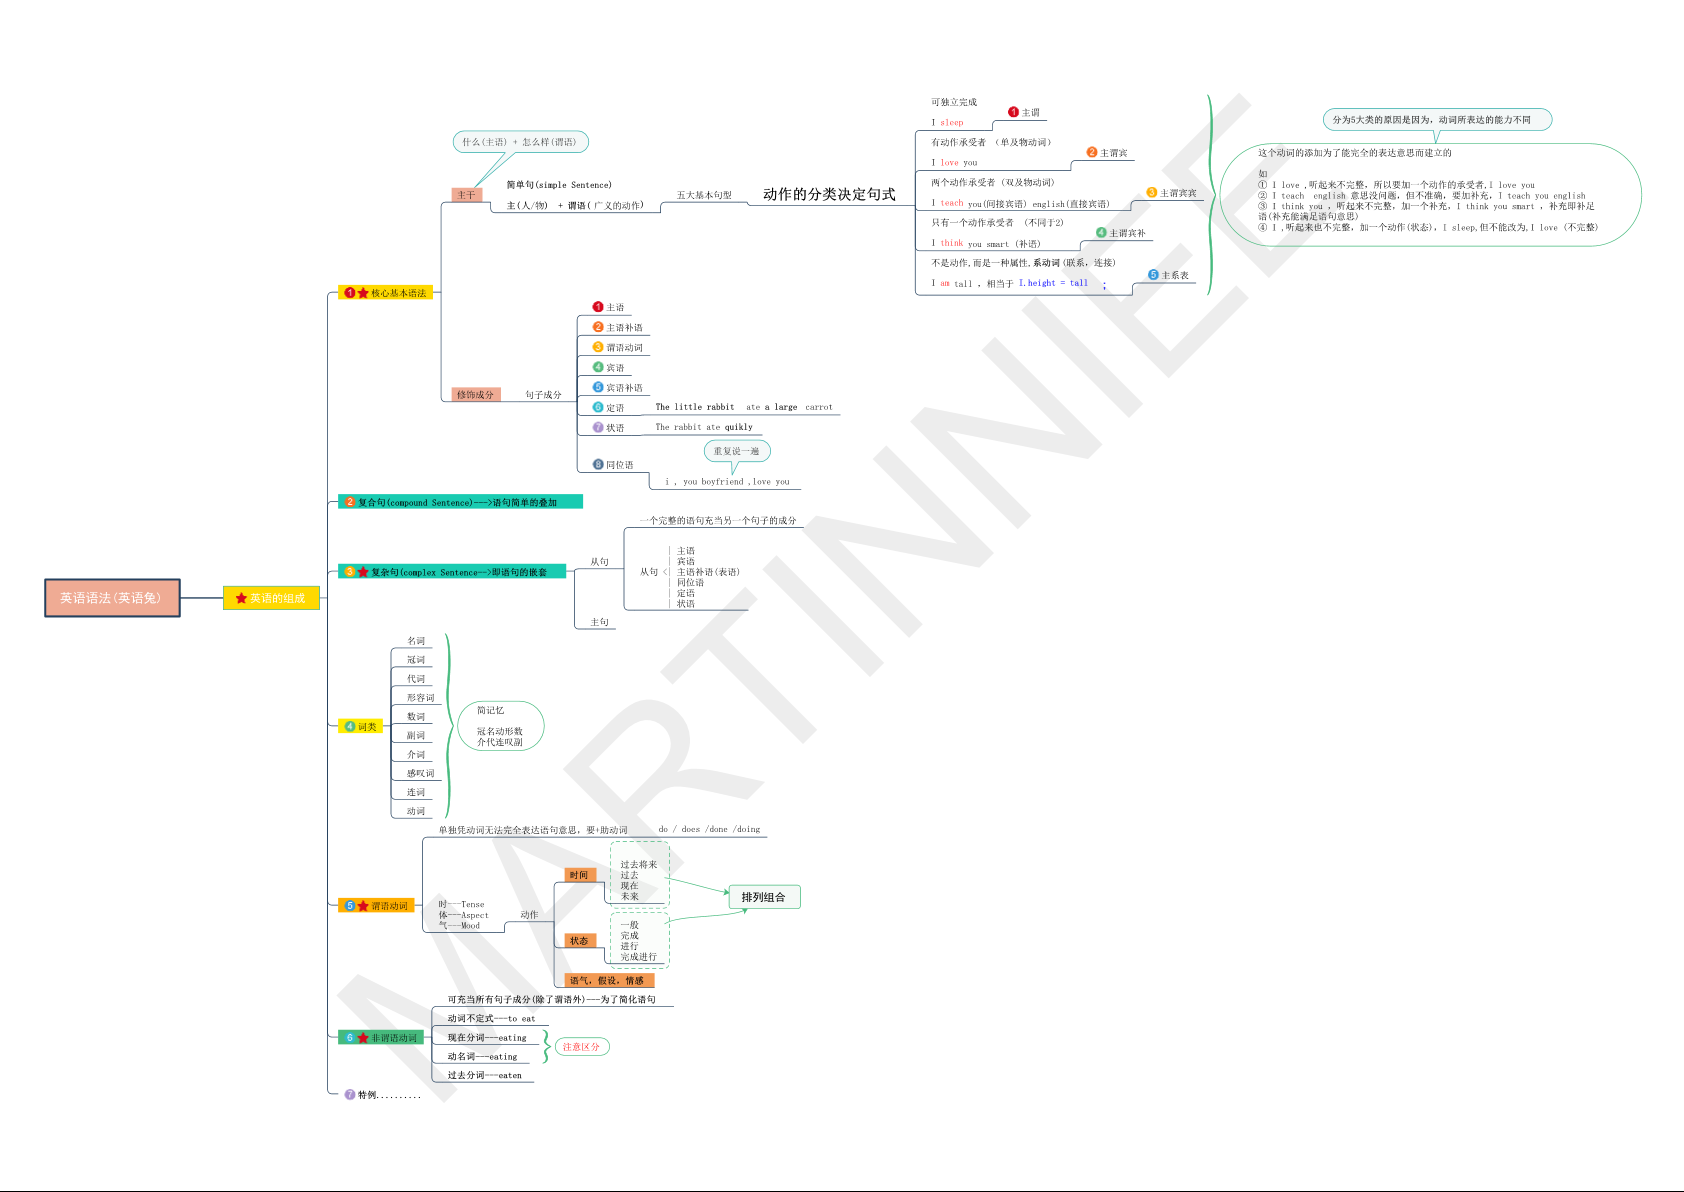 英语语法(英语兔)
英语的组成
1 核心基本语法
什么(主语) + 怎么样(谓语)
主干
简单句(simple Sentence)
主(人/物) + 谓语( 广义的动作)
五大基本句型
动作的分类决定句式
可独立完成
I sleep
1 主谓
有动作承受者 (单及物动词)
I love you
2 主谓宾
两个动作承受者 (双及物动词)
I teach you(间接宾语) english(直接宾语)
3 主谓宾宾
只有一个动作承受者 (不同于2)
I think you smart (补语)
4 主谓宾补
不是动作,而是一种属性,系动词(联系, 连接)
I am tall , 相当于 I.height = tall ;
5 主系表
分为5大类的原因是因为, 动词所表达的能力不同
这个动词的添加为了能完全的表达意思而建立的
如
① I love ,听起来不完整, 所以要加一个动作的承受者,I love you
② I teach english 意思没问题, 但不准确, 要加补充, I teach you english
③ I think you , 听起来不完整, 加一个补充, I think you smart , 补充即补足
语(补充能满足语句意思)
④ I ,听起来也不完整, 加一个动作(状态), I sleep,但不能改为,I love (不完整)
修饰成分
句子成分
1 主语
2 主语补语
3 谓语动词
4 宾语
5 宾语补语
6 定语
The little rabbit ate a large carrot
7 状语
The rabbit ate quikly
重复说一遍
8 同位语
i , you boyfriend ,love you
2 复合句(compound Sentence)--->语句简单的叠加
3 复杂句(complex Sentence-->即语句的嵌套
从句
一个完整的语句充当另一个句子的成分
| 主语
| 宾语
从句 <| 主语补语(表语)
| 同位语
| 定语
| 状语
主句
4 词类
名词
冠词
代词
形容词
数词
副词
介词
感叹词
连词
动词
简记忆
冠名动形数
介代连叹副
5 谓语动词
单独凭动词无法完全表达语句意思, 要+助动词 do / does /done /doing
时---Tense
体---Aspect
气---Mood
动作
时间
过去将来
过去
现在
未来
状态
一般
完成
进行
完成进行
排列组合
语气, 假设, 情感
6 非谓语动词
可充当所有句子成分(除了谓语外)---为了简化语句
动词不定式---to eat
现在分词---eating
动名词---eating
过去分词---eaten
注意区分
7 特例..........
MARTINNIEE